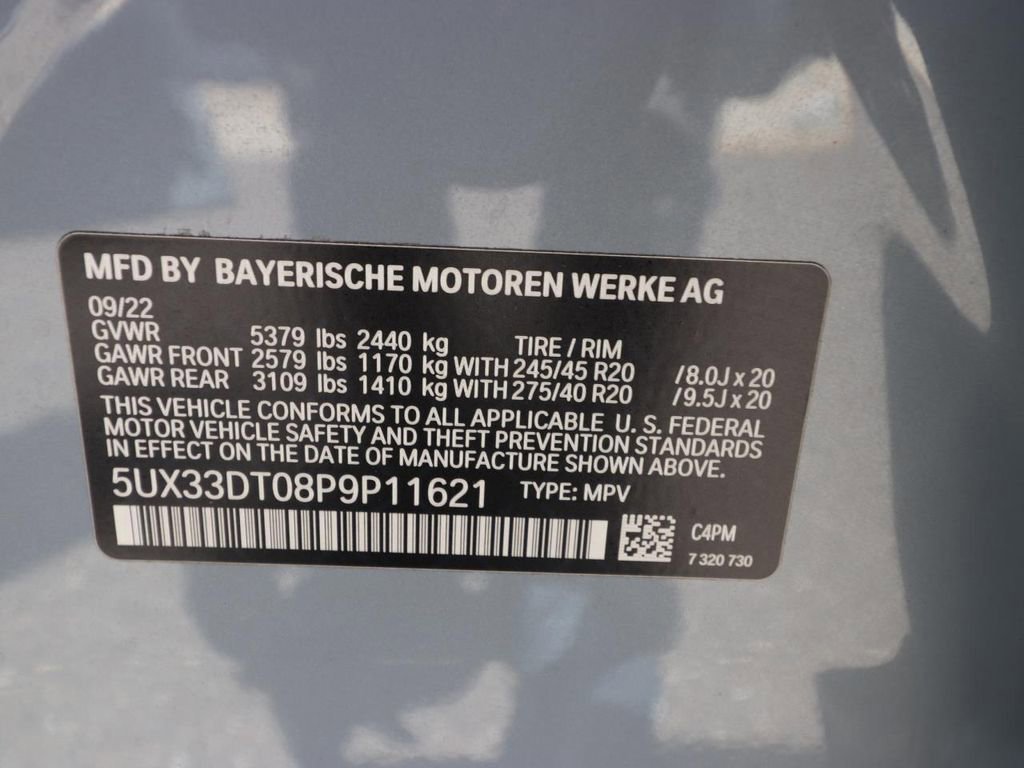 MFD BY BAYERISCHE MOTOREN WERKE AG
09/22
GVWR 5379 lbs 2440 kg TIRE / RIM
GAWR FRONT 2579 lbs 1170 kg WITH 245/45 R20 /8.0J x 20
GAWR REAR 3109 lbs 1410 kg WITH 275/40 R20 /9.5J x 20
THIS VEHICLE CONFORMS TO ALL APPLICABLE U. S. FEDERAL
MOTOR VEHICLE SAFETY AND THEFT PREVENTION STANDARDS
IN EFFECT ON THE DATE OF MANUFACTURE SHOWN ABOVE.
5UX33DT08P9P11621 TYPE: MPV
C4PM
7 320 730